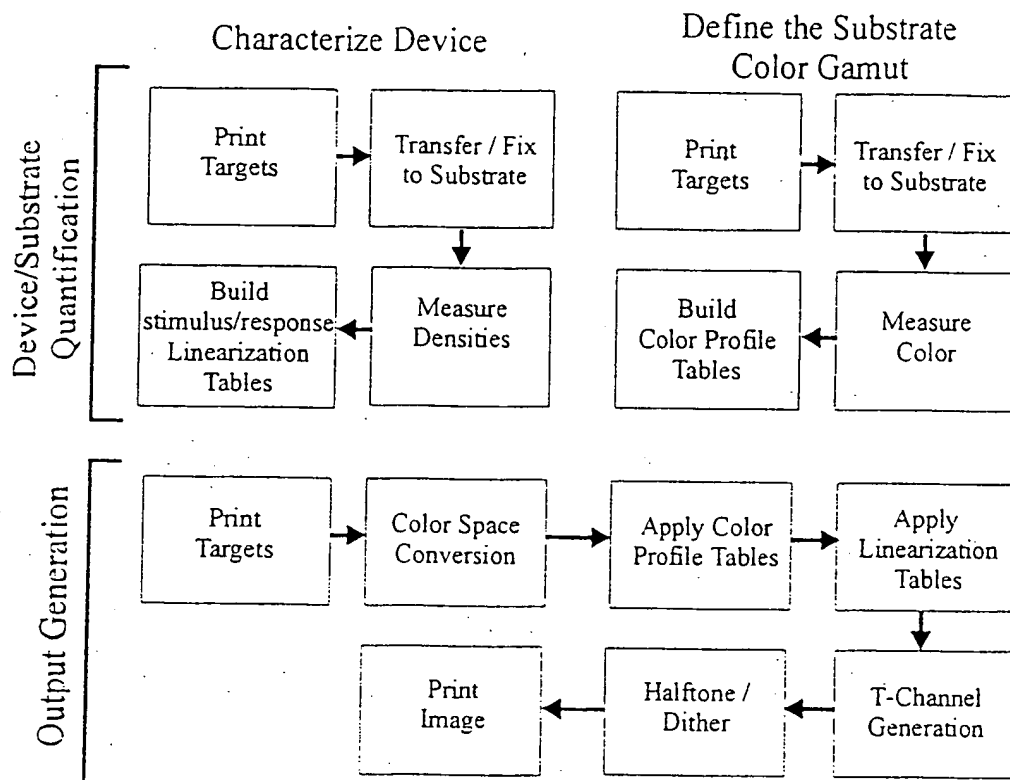 Characterize Device
Define the Substrate
Color Gamut
Device/Substrate
Quantification
Print
Targets
Transfer / Fix
to Substrate
Print
Targets
Transfer / Fix
to Substrate
Build
stimulus/response
Linearization
Tables
Measure
Densities
Build
Color Profile
Tables
Measure
Color
Output Generation
Print
Targets
Color Space
Conversion
Apply Color
Profile Tables
Apply
Linearization
Tables
Print
Image
Halftone /
Dither
T-Channel
Generation